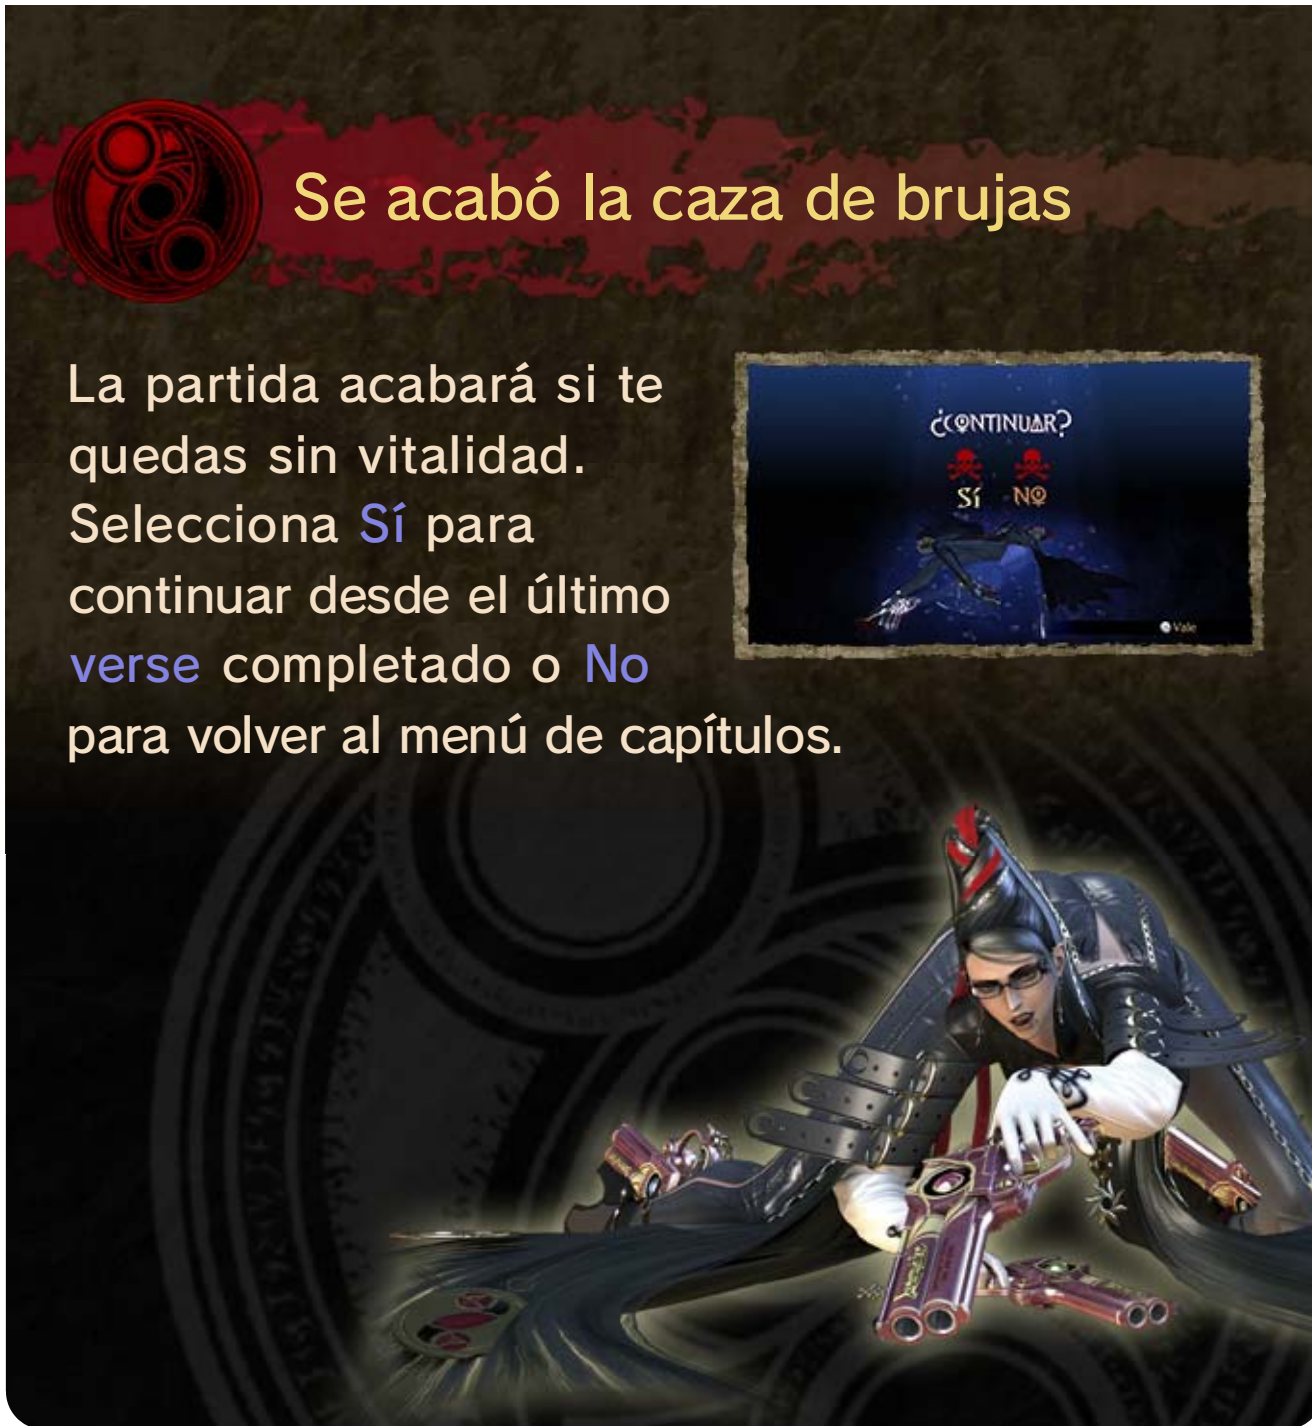 Se acabó la caza de brujas
La partida acabará si te
quedas sin vitalidad.
Selecciona Sí para
continuar desde el último
verse completado o No
para volver al menú de capítulos.
¿CONTINUAR?
SÍ NO
Vale